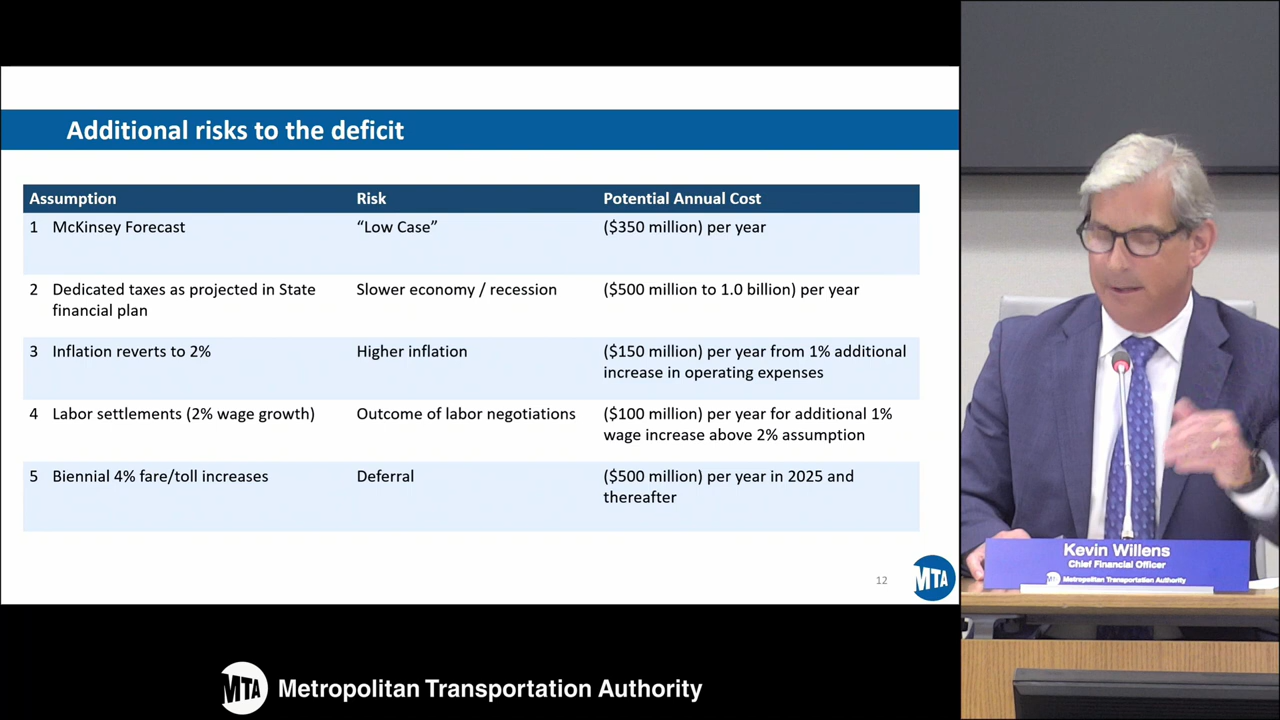 Additional risks to the deficit
Assumption Risk Potential Annual Cost
1 McKinsey Forecast “Low Case” ($350 million) per year
2 Dedicated taxes as projected in State Slower economy / recession ($500 million to 1.0 billion) per year
financial plan
3 Inflation reverts to 2% Higher inflation ($150 million) per year from 1% additional
increase in operating expenses
4 Labor settlements (2% wage growth) Outcome of labor negotiations ($100 million) per year for additional 1%
wage increase above 2% assumption
5 Biennial 4% fare/toll increases Deferral ($500 million) per year in 2025 and
thereafter
12
MTA
MTA Metropolitan Transportation Authority
Kevin Willens
Chief Financial Officer
MTA Metropolitan Transportation Authority